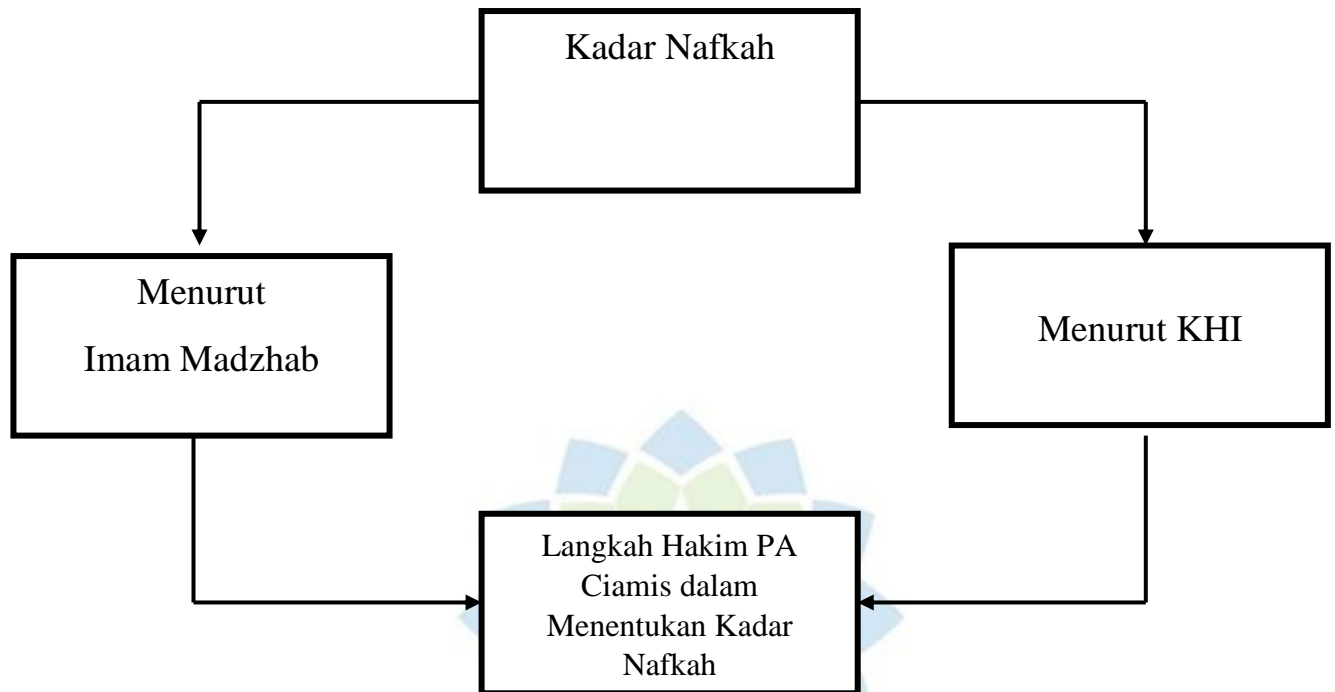 Kadar Nafkah
Menurut
Imam Madzhab
Menurut KHI
Langkah Hakim PA
Ciamis dalam
Menentukan Kadar
Nafkah